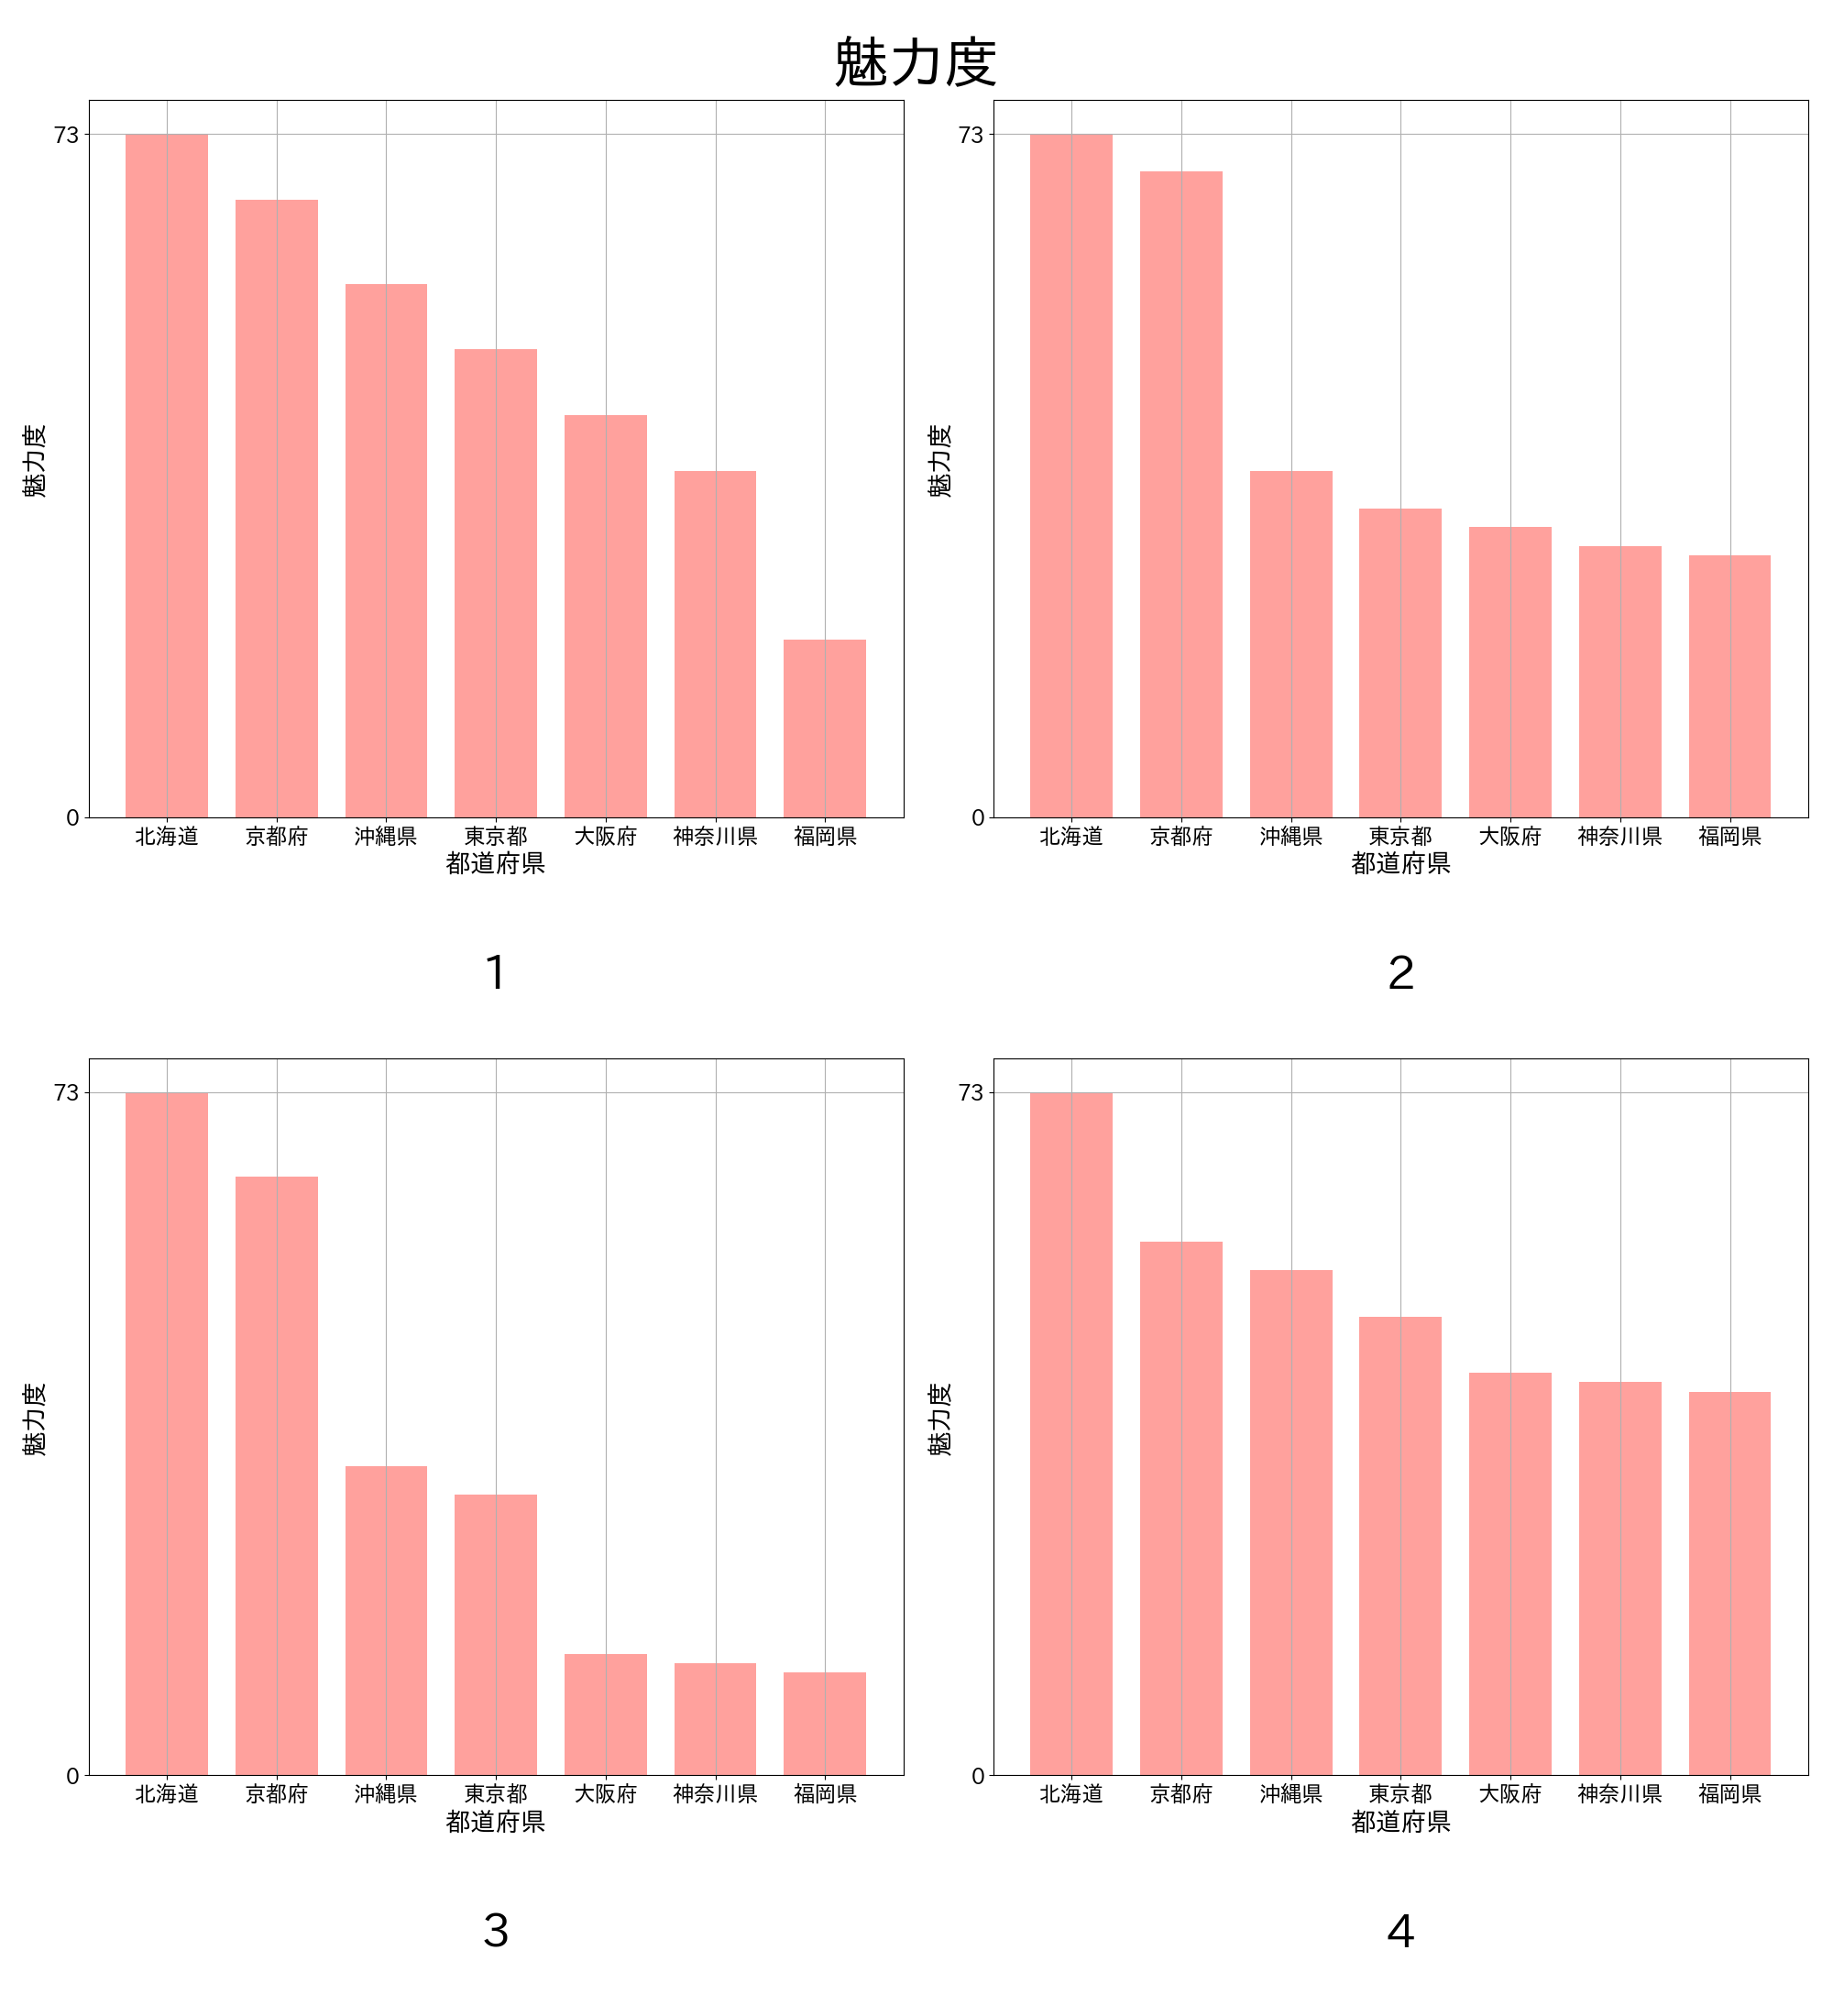 魅力度
73
魅力度
0
北海道 京都府 沖縄県 東京都 大阪府 神奈川県 福岡県
都道府県
1
73
魅力度
0
北海道 京都府 沖縄県 東京都 大阪府 神奈川県 福岡県
都道府県
2
73
魅力度
0
北海道 京都府 沖縄県 東京都 大阪府 神奈川県 福岡県
都道府県
3
73
魅力度
0
北海道 京都府 沖縄県 東京都 大阪府 神奈川県 福岡県
都道府県
4